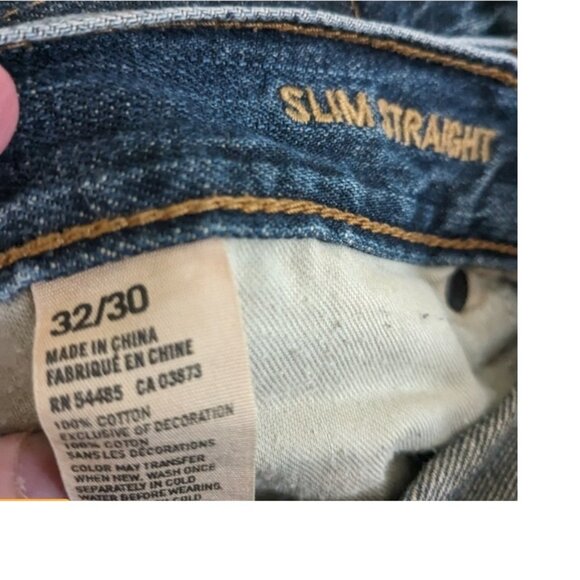 SLIM STRAIGHT
32/30
MADE IN CHINA
FABRIQUÉ EN CHINE
RN 54485 CA 03873
100% COTTON
EXCLUSIVE OF DECORATION
100% COTON
SANS LES DÉCORATIONS
COLOR MAY TRANSFER
WHEN NEW. WASH ONCE
SEPARATELY IN COLD
WATER BEFORE WEARING.